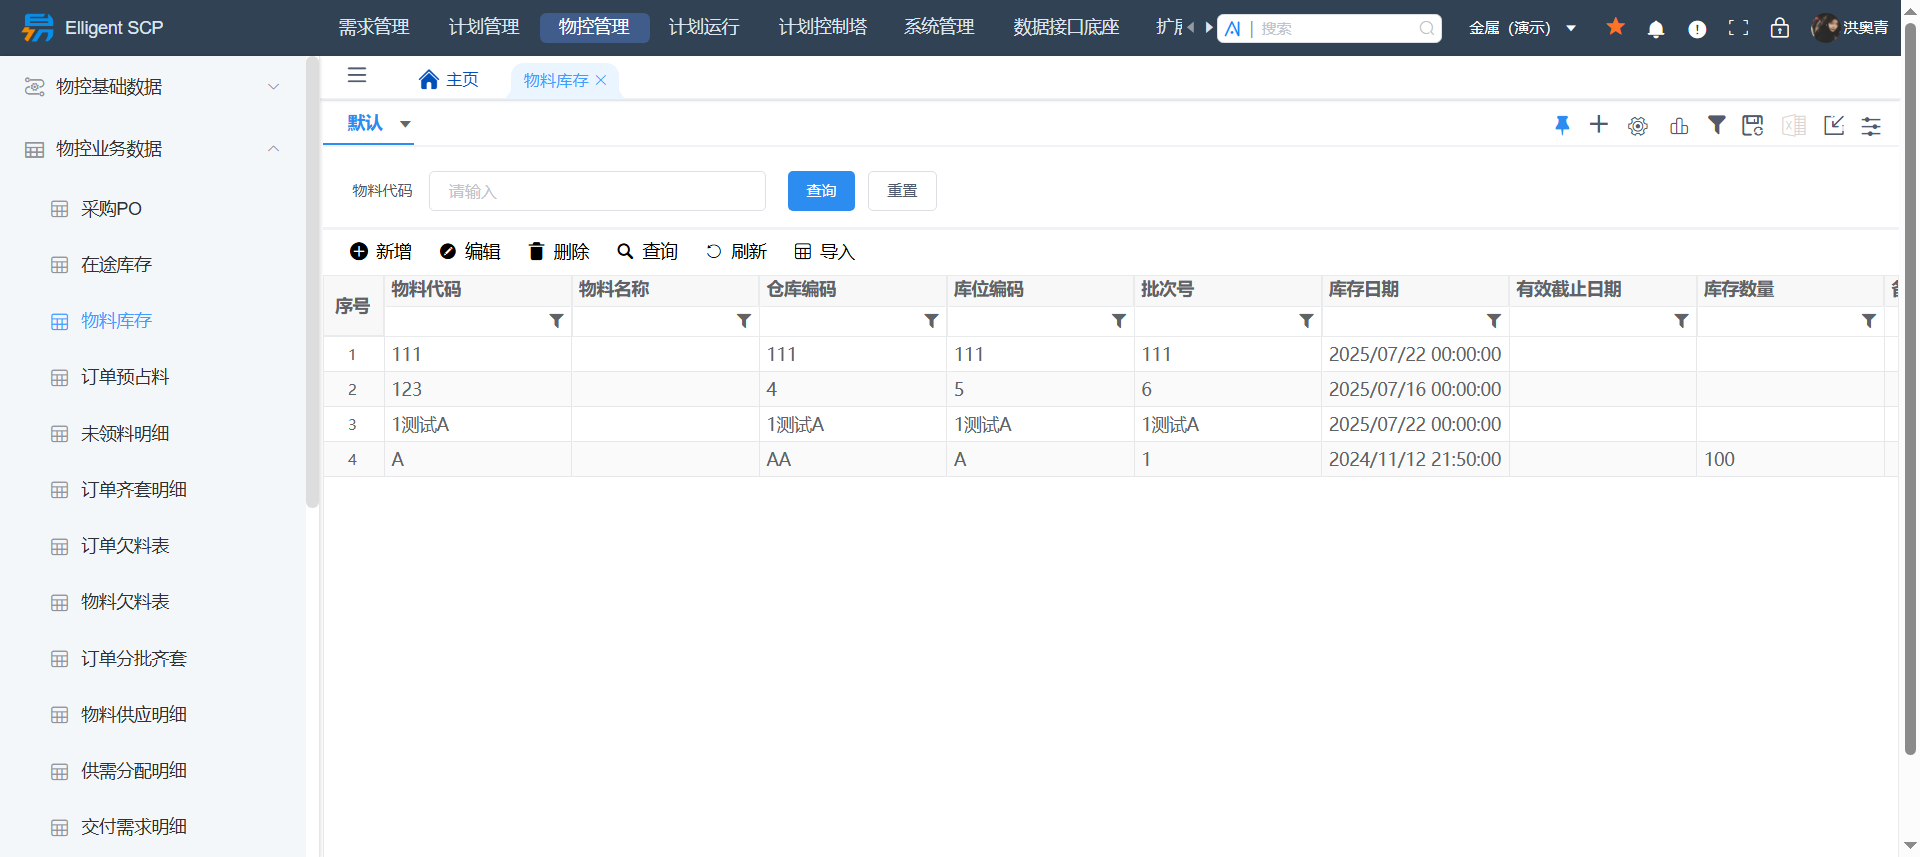 Elligent SCP
需求管理
计划管理
物控管理
计划运行
计划控制塔
系统管理
数据接口底座
搜索
金属（演示）
洪奥青
物控基础数据
物控业务数据
采购PO
在途库存
物料库存
订单预占料
未领料明细
订单齐套明细
订单欠料表
物料欠料表
订单分批齐套
物料供应明细
供需分配明细
交付需求明细
主页
物料库存
默认
物料代码
请输入
查询
重置
新增
编辑
删除
查询
刷新
导入
序号 物料代码 物料名称 仓库编码 库位编码 批次号 库存日期 有效截止日期 库存数量
1 111 111 111 111 2025/07/22 00:00:00
2 123 4 5 6 2025/07/16 00:00:00
3 1测试A 1测试A 1测试A 1测试A 2025/07/22 00:00:00
4 A AA A 1 2024/11/12 21:50:00 100